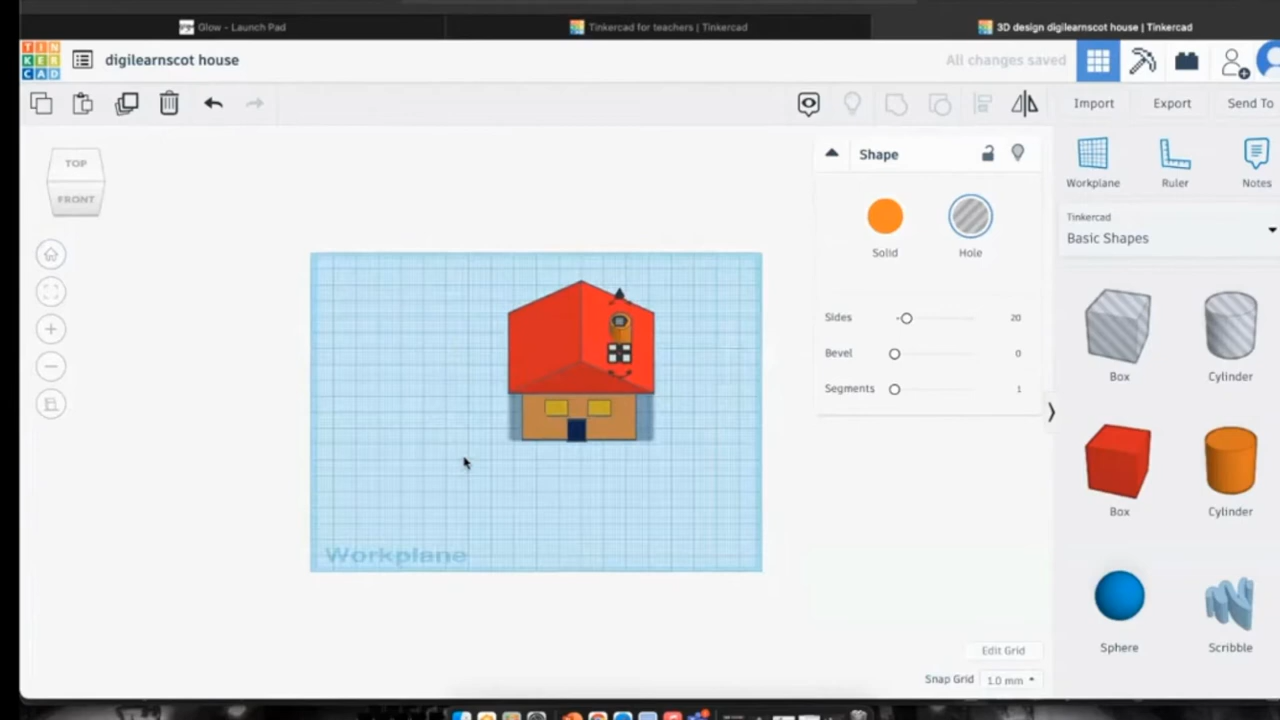 Glow - Launch Pad
Tinkercad for teachers | Tinkercad
3D design digilearnscot house | Tinkercad
TIN
KER
CAD
digilearnscot house
All changes saved
Import
Export
Send To
TOP
FRONT
Shape
Solid
Hole
Sides
20
Bevel
0
Segments
1
Workplane
Ruler
Notes
Tinkercad
Basic Shapes
Box
Cylinder
Box
Cylinder
Sphere
Scribble
Workplane
Edit Grid
Snap Grid
1.0 mm